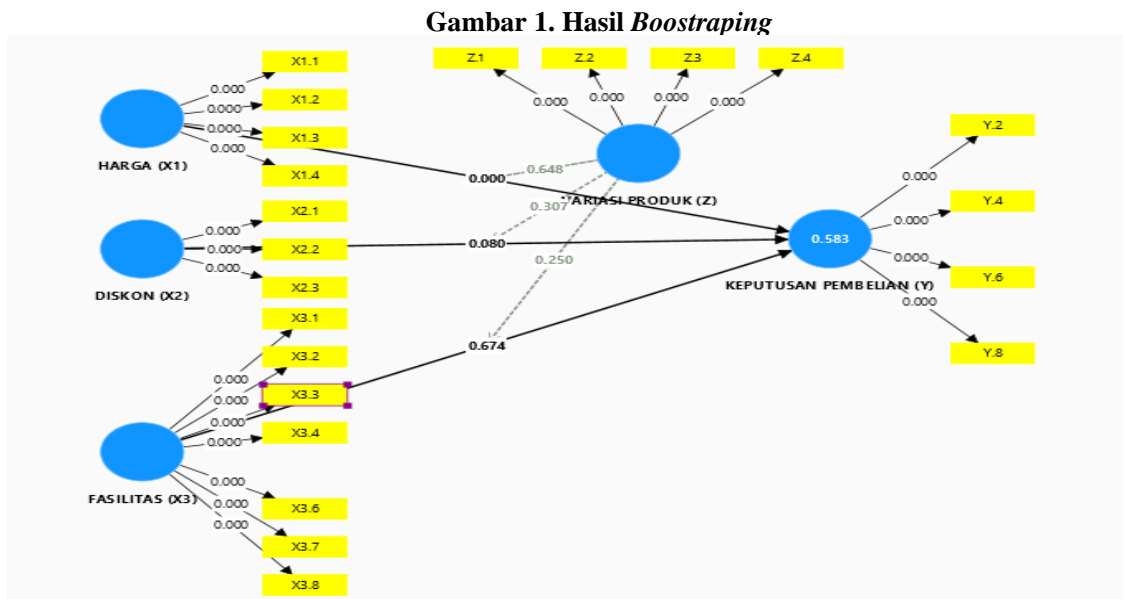 Gambar 1. Hasil Boostraping
X1.1
X1.2
X1.3
X1.4
0.000
0.000
0.000
0.000
HARGA (X1)
X2.1
X2.2
X2.3
0.000
0.000
0.000
DISKON (X2)
X3.1
X3.2
X3.3
X3.4
X3.6
X3.7
X3.8
0.000
0.000
0.000
0.000
0.000
0.000
0.000
FASILITAS (X3)
Z.1
Z.2
Z.3
Z.4
0.000
0.000
0.000
0.000
VARIASI PRODUK (Z)
0.648
0.307
0.250
0.000
0.080
0.674
0.583
KEPUTUSAN PEMBELIAN (Y)
0.000
0.000
0.000
0.000
Y.2
Y.4
Y.6
Y.8